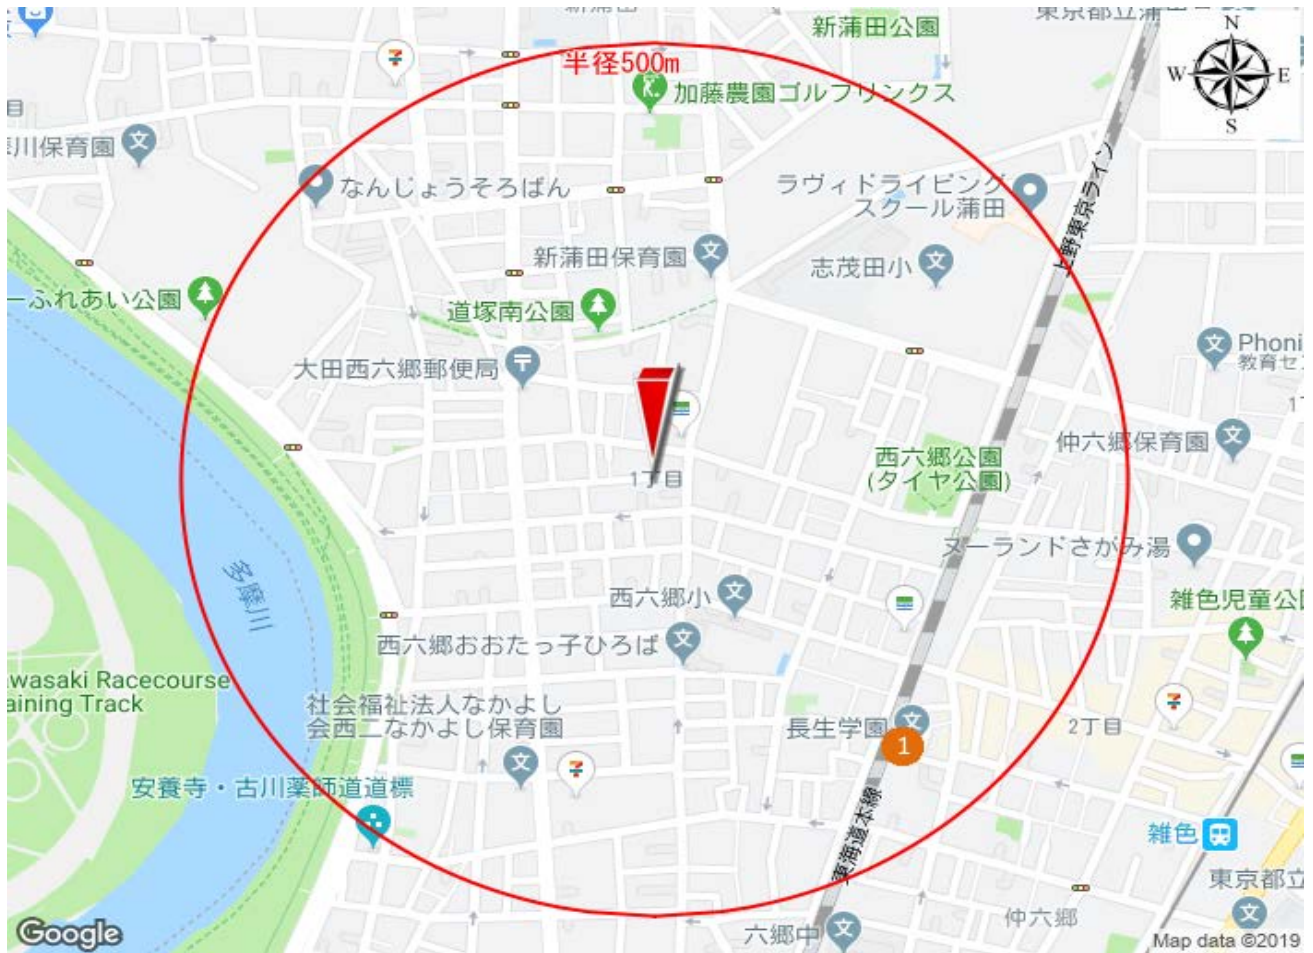 新蒲田公園
N
W
E
S
半径500m
加藤農園ゴルフリンクス
川保育園
なんじょうそろばん
ラヴィドライビング
スクール蒲田
上野東京ライン
新蒲田保育園
志茂田小
ーふれあい公園
道塚南公園
大田西六郷郵便局
Phoni
教育セ
仲六郷保育園
西六郷公園
(タイヤ公園)
1丁目
ヌーランドさがみ湯
多摩川
西六郷小
雑色児童公
西六郷おおたっ子ひろば
awasaki Racecourse
aining Track
社会福祉法人なかよし
会西二なかよし保育園
長生学園
1
2丁目
安養寺・古川薬師道道標
東海道本線
雑色
東京都立
仲六郷
六郷中
Google
Map data ©2019